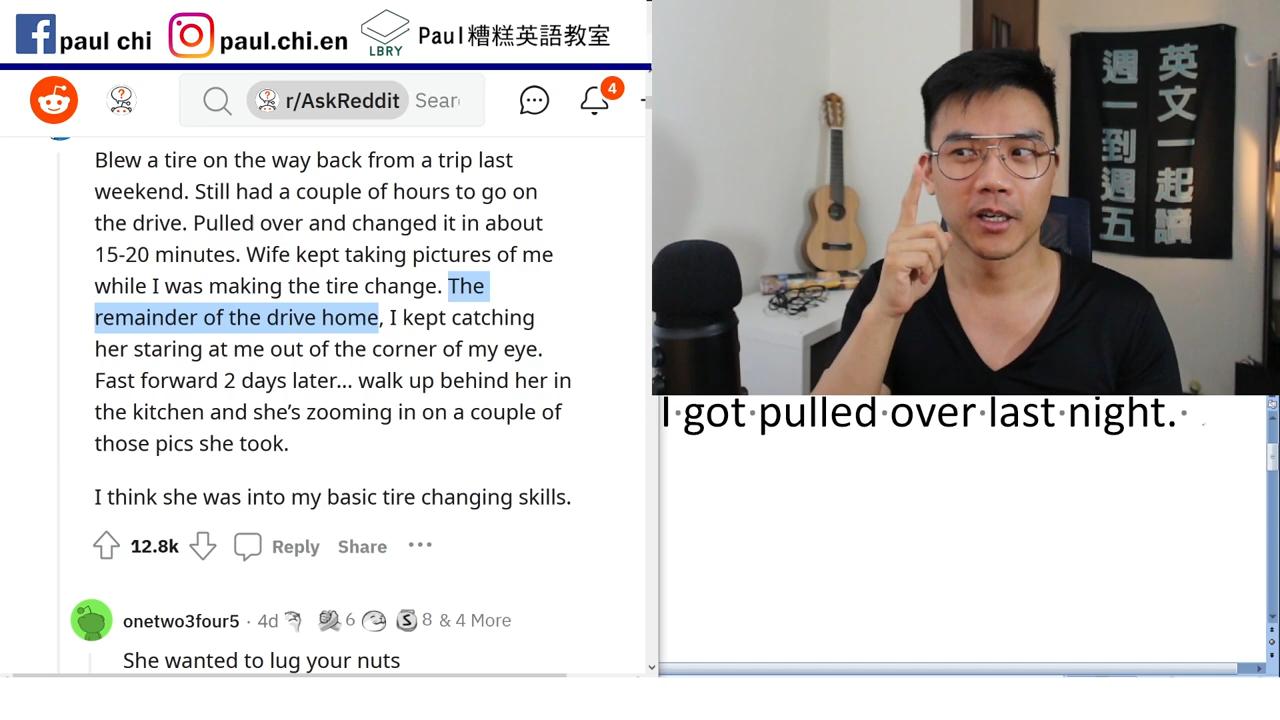 paul chi
paul.chi.en
LBRY
Paul糟糕英語教室
r/AskReddit
Sear
4
Blew a tire on the way back from a trip last
weekend. Still had a couple of hours to go on
the drive. Pulled over and changed it in about
15-20 minutes. Wife kept taking pictures of me
while I was making the tire change. The
remainder of the drive home, I kept catching
her staring at me out of the corner of my eye.
Fast forward 2 days later... walk up behind her in
the kitchen and she’s zooming in on a couple of
those pics she took.
I think she was into my basic tire changing skills.
12.8k
Reply
Share
onetwo3four5 · 4d
6
8 & 4 More
She wanted to lug your nuts
英文一起讀
週一到週五
I·got·pulled·over·last·night.·